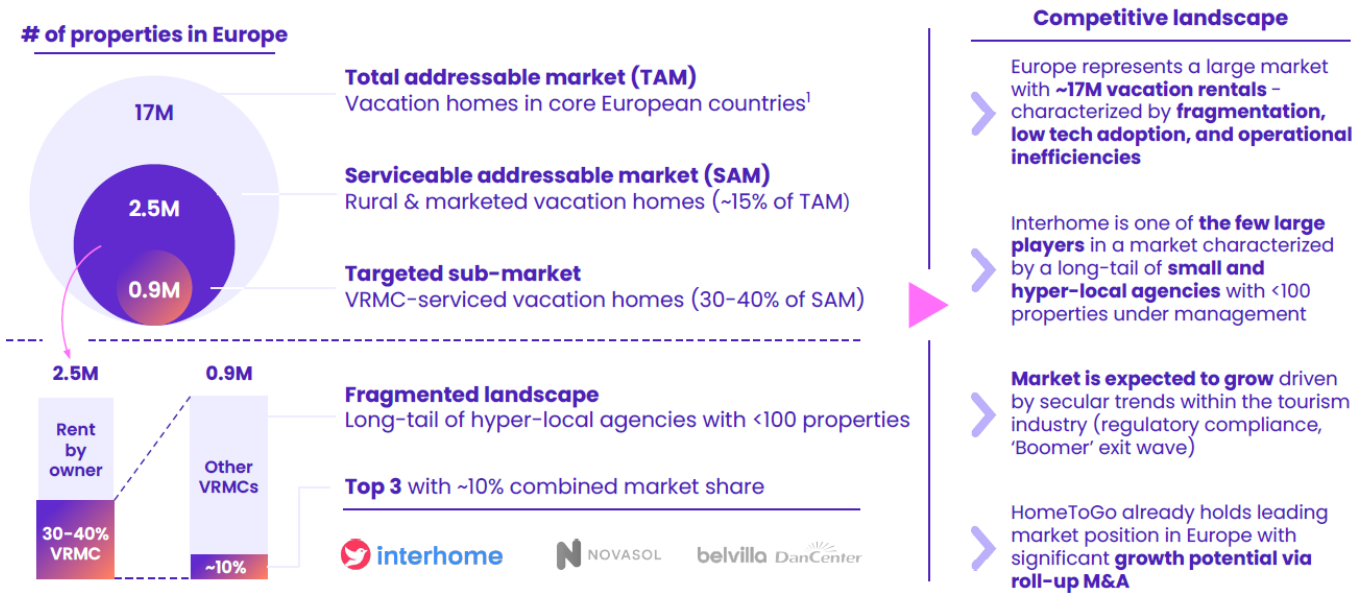 # of properties in Europe
17M
2.5M
0.9M
Total addressable market (TAM)
Vacation homes in core European countries¹
Serviceable addressable market (SAM)
Rural & marketed vacation homes (~15% of TAM)
Targeted sub-market
VRMC-serviced vacation homes (30-40% of SAM)
2.5M
0.9M
Rent
by
owner
30-40%
VRMC
Other
VRMCs
~10%
Fragmented landscape
Long-tail of hyper-local agencies with <100 properties
Top 3 with ~10% combined market share
interhome
NOVASOL
belvilla
DanCenter
Competitive landscape
Europe represents a large market
with ~17M vacation rentals -
characterized by fragmentation,
low tech adoption, and operational
inefficiencies
Interhome is one of the few large
players in a market characterized
by a long-tail of small and
hyper-local agencies with <100
properties under management
Market is expected to grow driven
by secular trends within the tourism
industry (regulatory compliance,
‘Boomer’ exit wave)
HomeToGo already holds leading
market position in Europe with
significant growth potential via
roll-up M&A